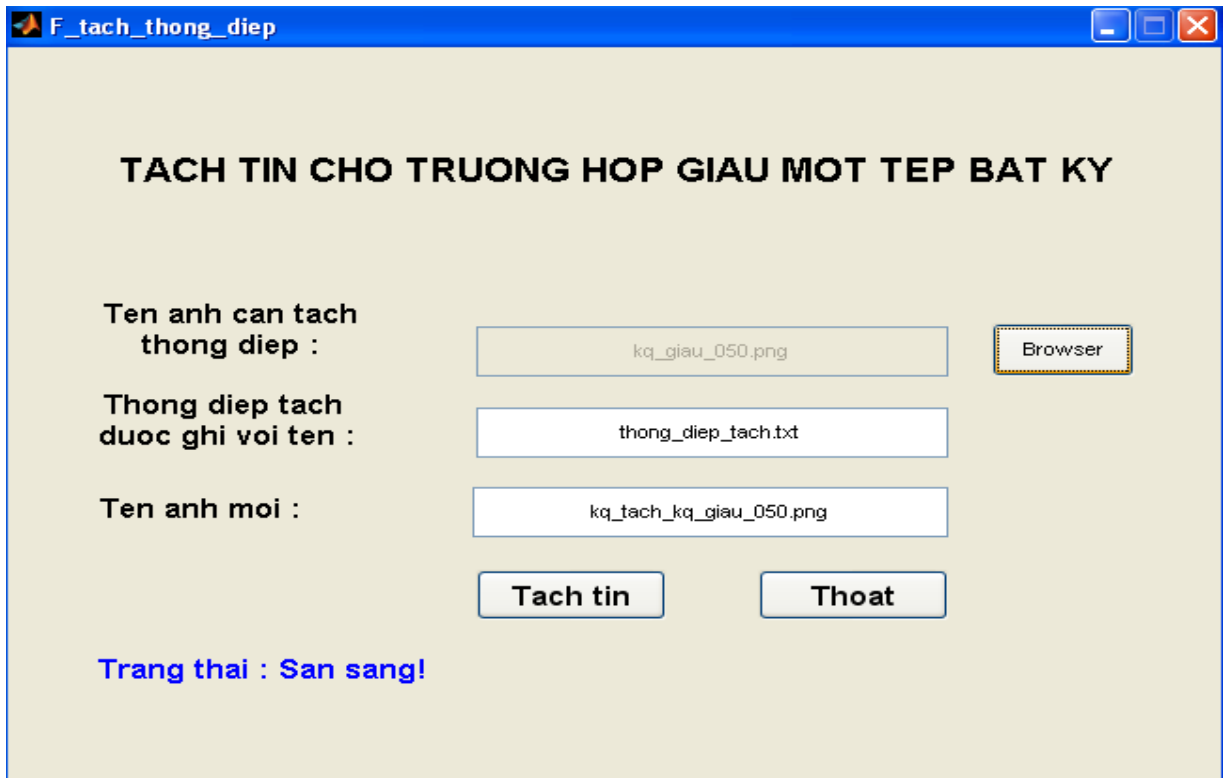 F_tach_thong_diep
TACH TIN CHO TRUONG HOP GIAU MOT TEP BAT KY
Ten anh can tach
thong diep :
kq_giau_050.png
Browser
Thong diep tach
duoc ghi voi ten :
thong_diep_tach.txt
Ten anh moi :
kq_tach_kq_giau_050.png
Tach tin
Thoat
Trang thai : San sang!